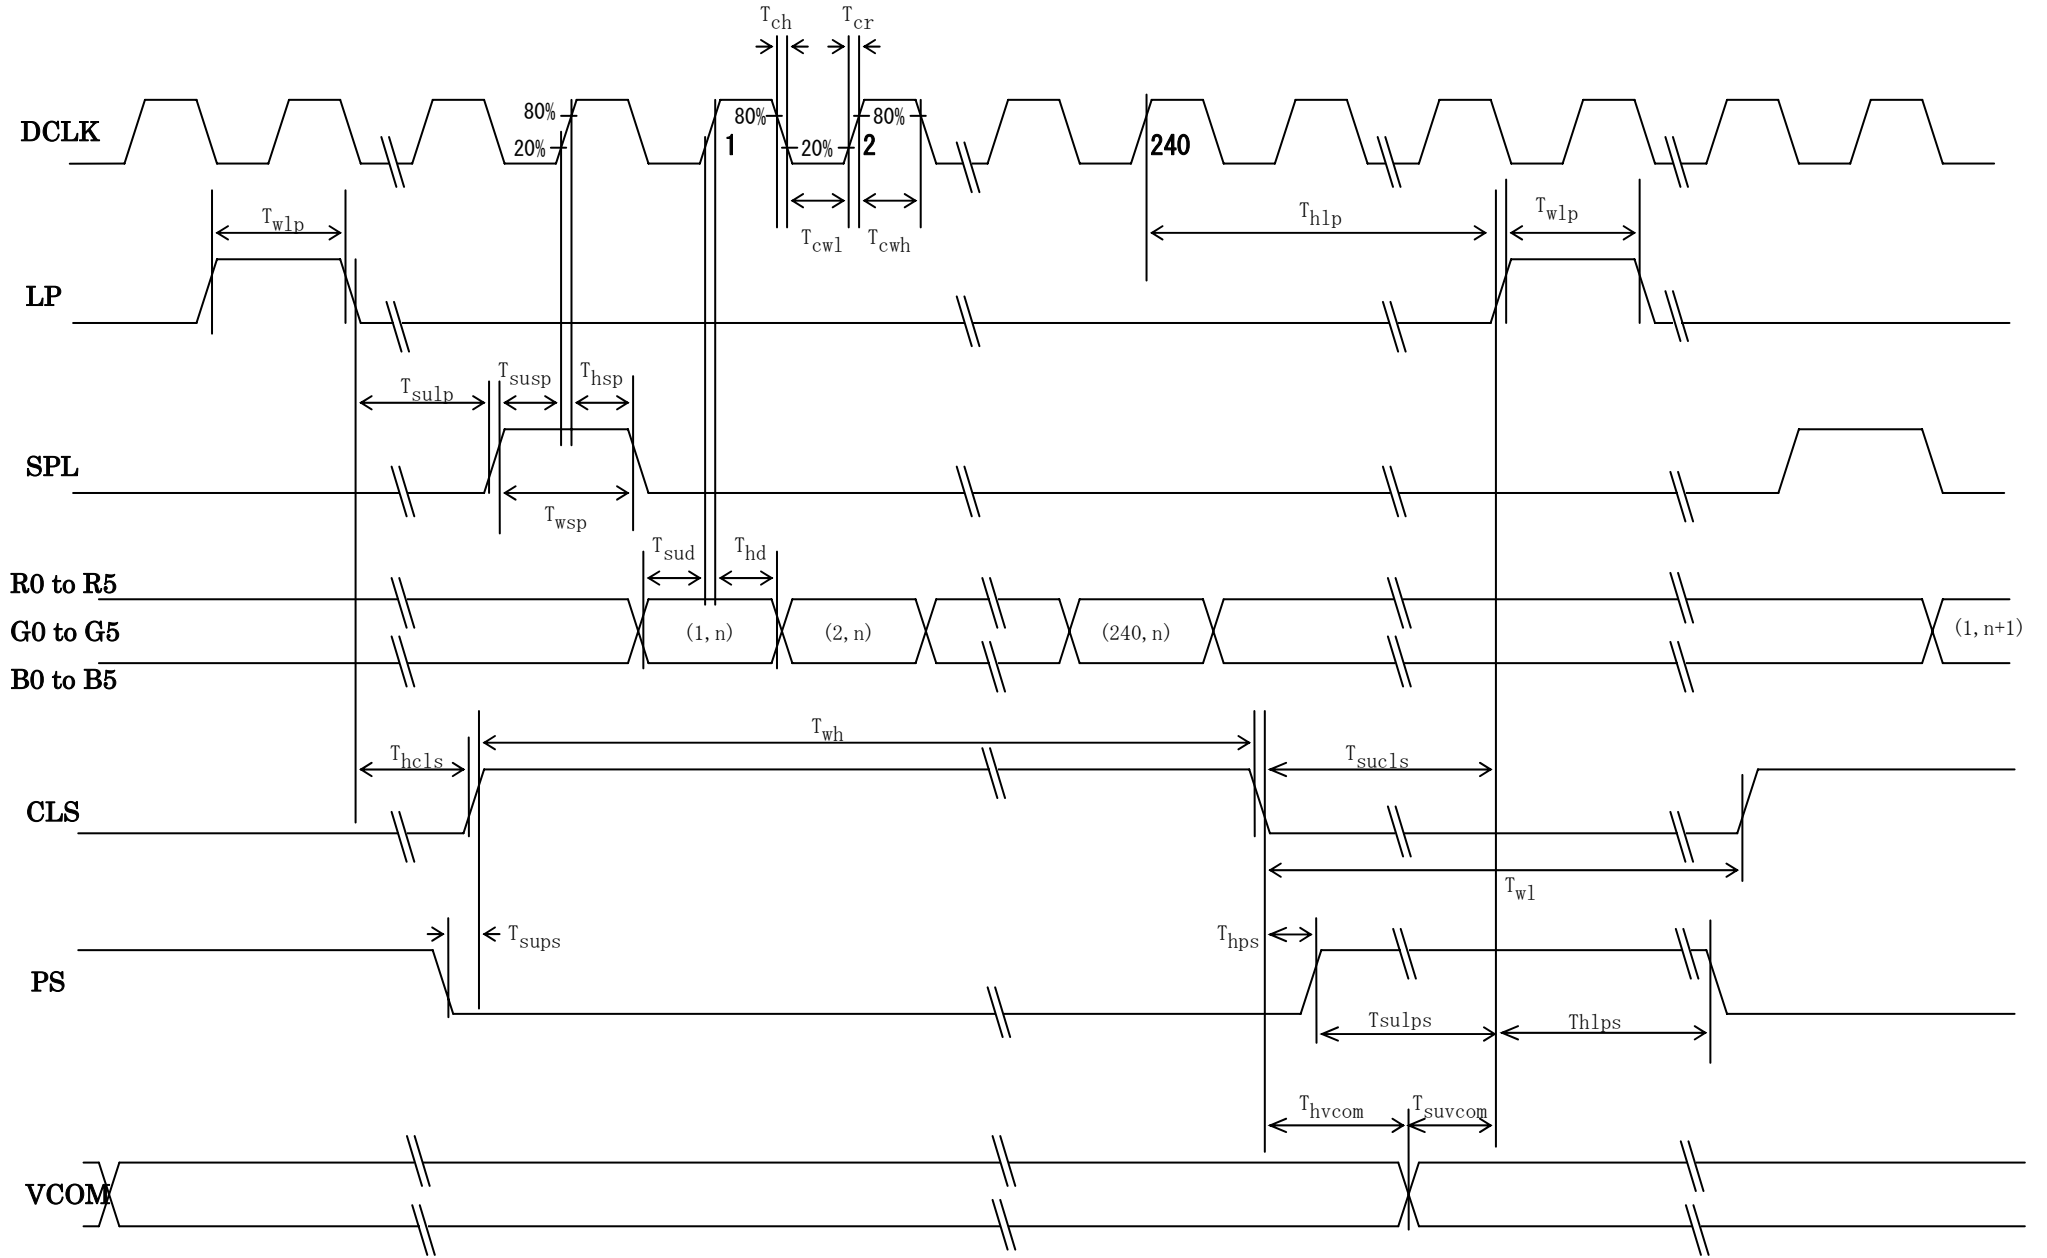 Tch Tcr
DCLK 80% 20% 1 80% 20% 2 80% 240
Twlp Tcwl Tcwh Thlp Twlp
LP
Tsulp Tsusp Thsp
SPL
Twsp
Tsud Thd
R0 to R5
G0 to G5 (1,n) (2,n) (240,n) (1,n+1)
B0 to B5
Twh
Thcls Tsucls
CLS
Twl
Tsups Thps
PS
Tsulps Thlps
Thvcom Tsuvcom
VCOM